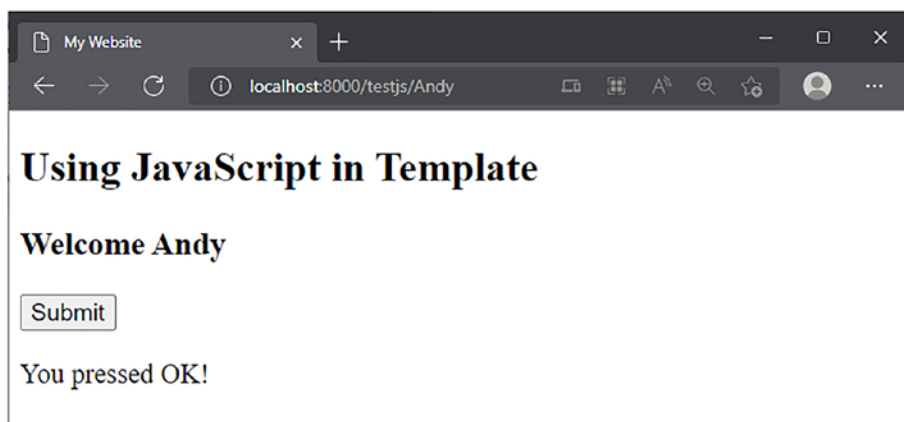 My Website
localhost:8000/testjs/Andy
Using JavaScript in Template
Welcome Andy
Submit
You pressed OK!